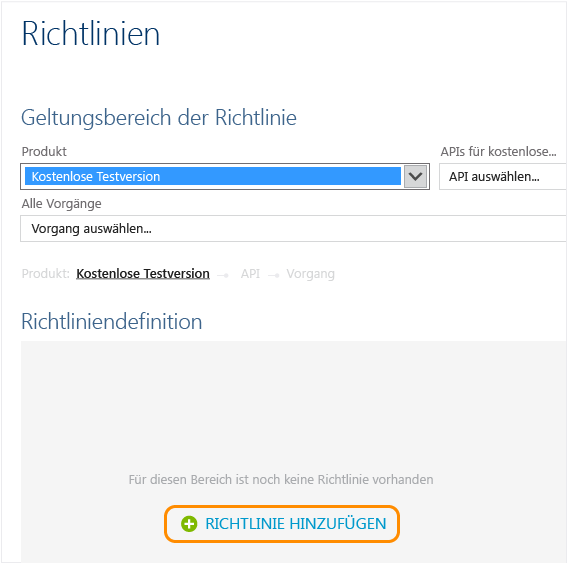 Richtlinien
Geltungsbereich der Richtlinie
Produkt APIs für kostenlose...
Kostenlose Testversion API auswählen...
Alle Vorgänge
Vorgang auswählen...
Produkt: Kostenlose Testversion API Vorgang
Richtliniendefinition
Für diesen Bereich ist noch keine Richtlinie vorhanden
RICHTLINIE HINZUFÜGEN